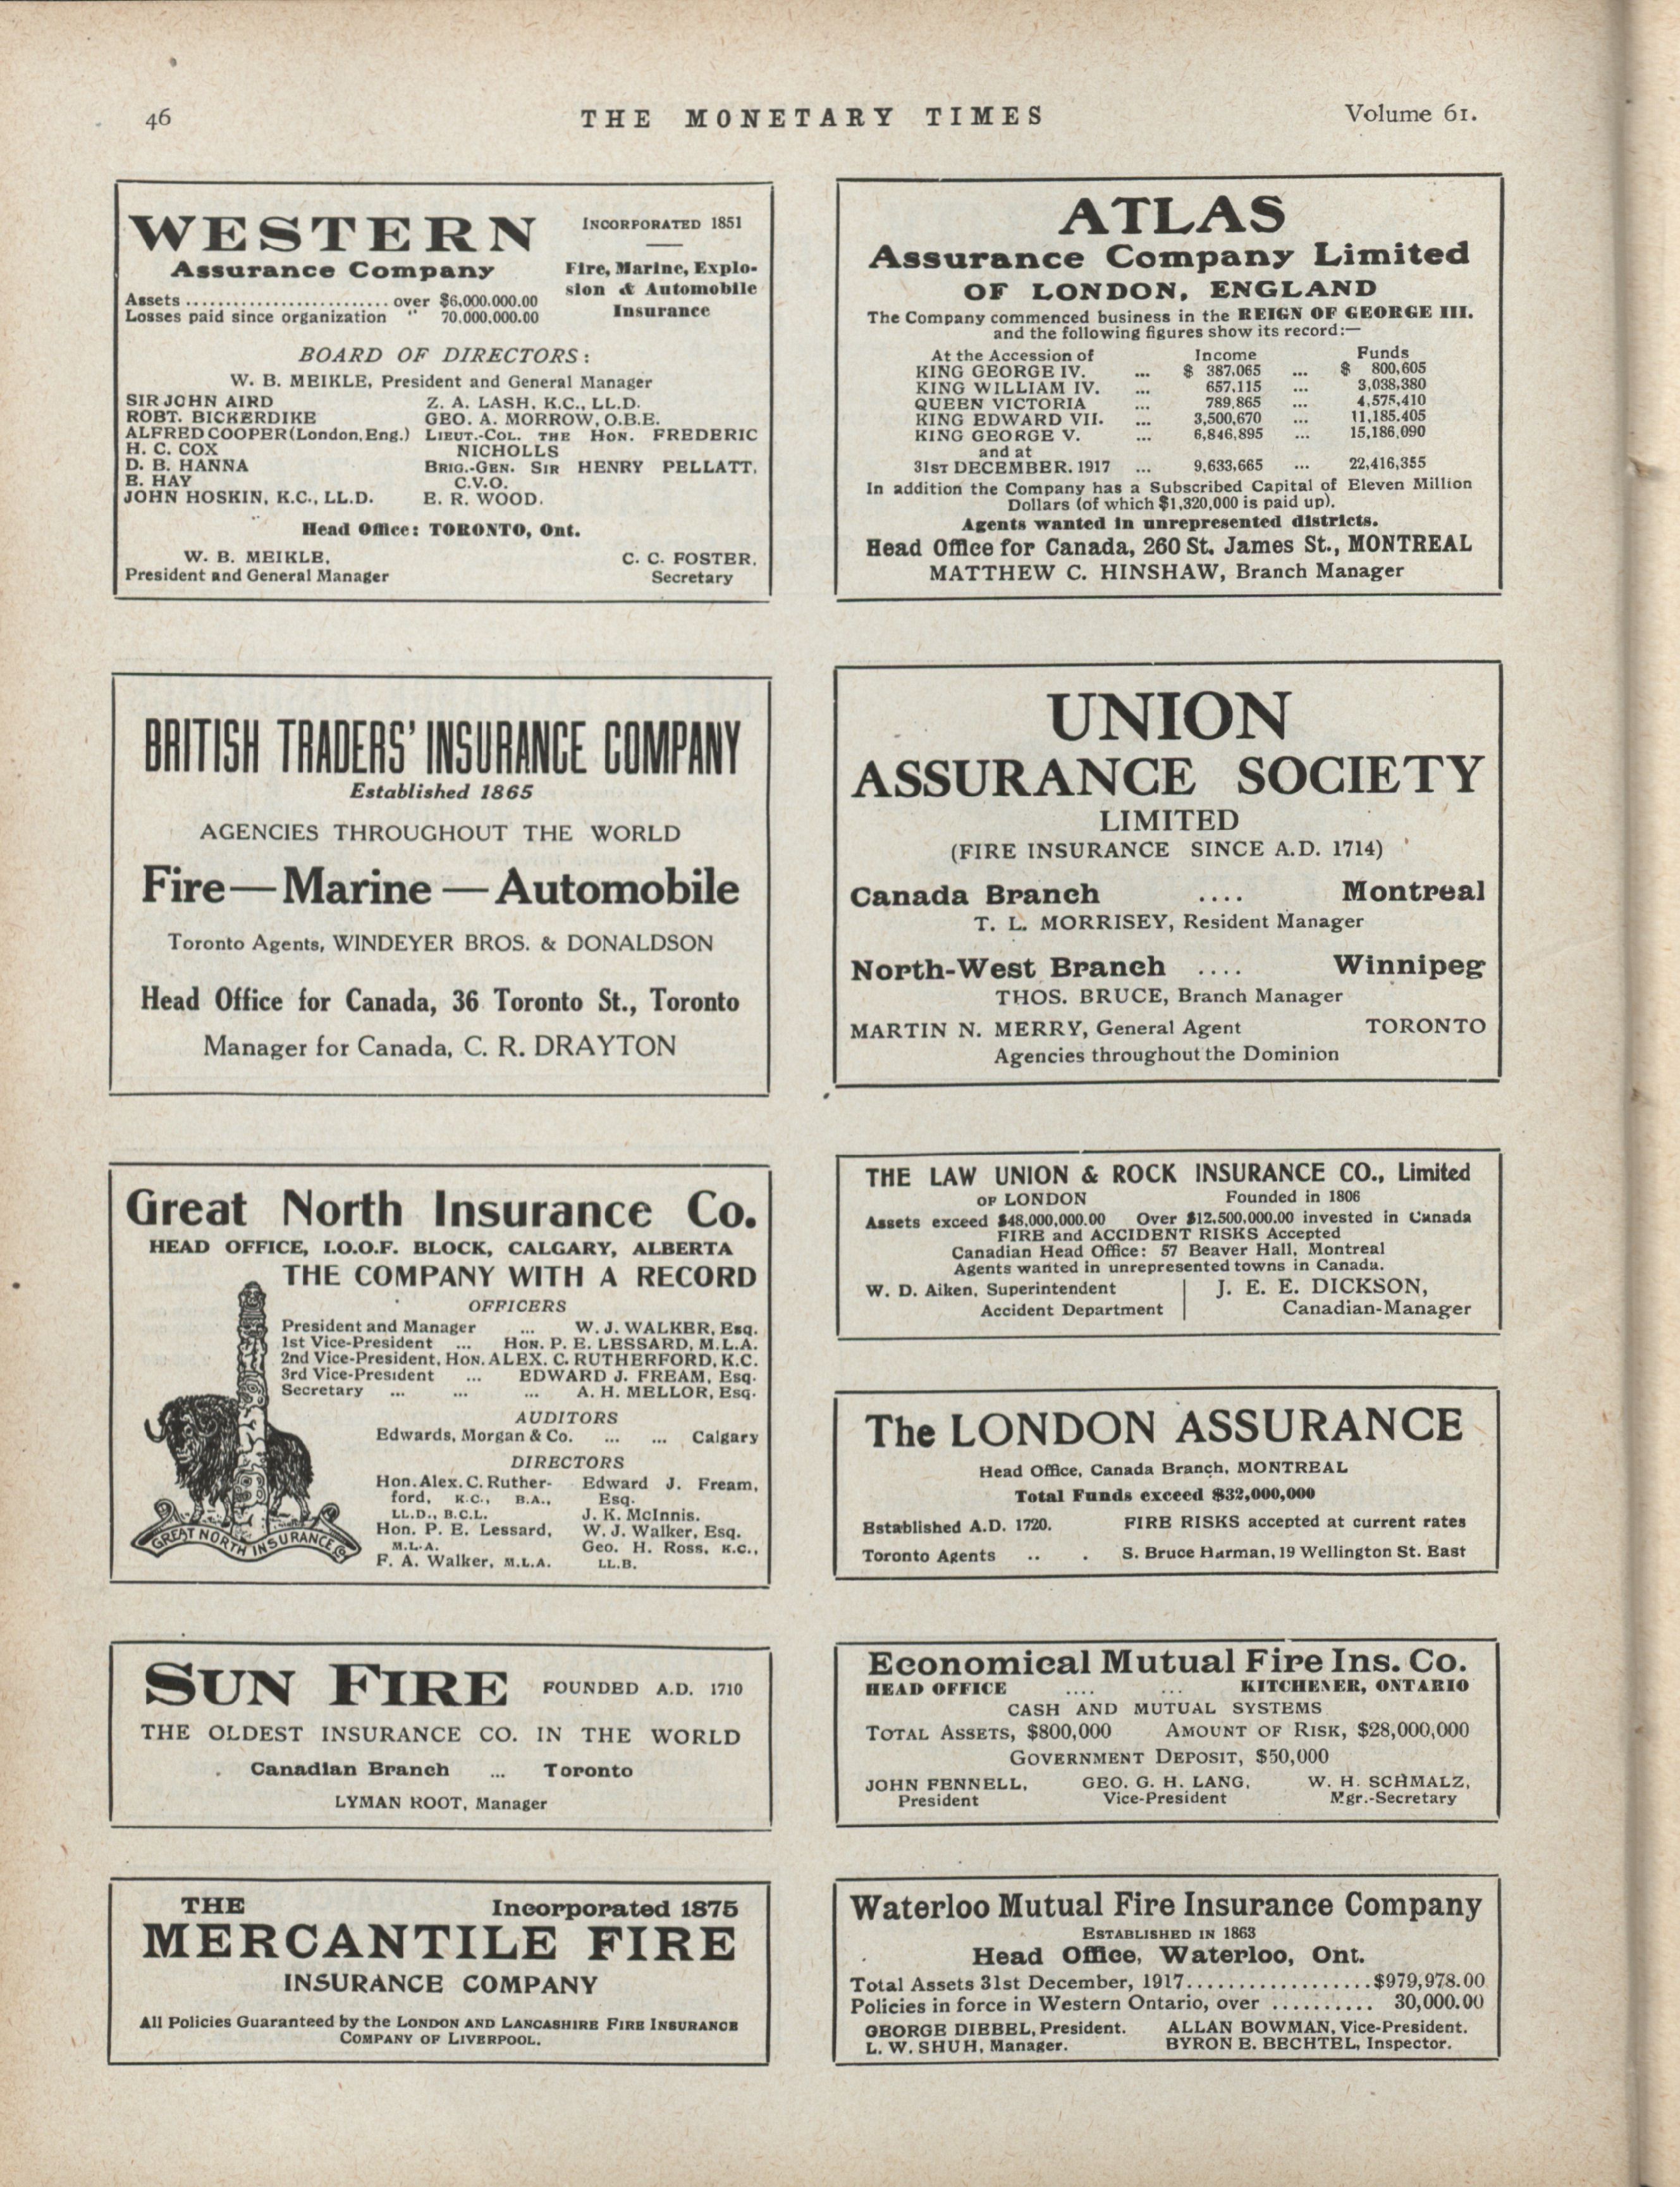 46
THE MONETARY TIMES
Volume 61.
WESTERN
Assurance Company
INCORPORATED 1851
Fire, Marine, Explo-
sion & Automobile
Insurance
Assets ......................... over $6,000,000.00
Losses paid since organization " 70,000,000.00
BOARD OF DIRECTORS:
W. B. MEIKLE, President and General Manager
SIR JOHN AIRD
ROBT. BICKERDIKE
ALFRED COOPER (London, Eng.)
H. C. COX
D. B. HANNA
E. HAY
JOHN HOSKIN, K.C., LL.D.
Z. A. LASH, K.C., LL.D.
GEO. A. MORROW, O.B.E.
LIEUT.-COL. THE HON. FREDERIC
NICHOLLS
BRIG.-GEN. SIR HENRY PELLATT,
C.V.O.
E. R. WOOD.
Head Office: TORONTO, Ont.
W. B. MEIKLE,
President and General Manager
C. C. FOSTER,
Secretary
BRITISH TRADERS' INSURANCE COMPANY
Established 1865
AGENCIES THROUGHOUT THE WORLD
Fire—Marine—Automobile
Toronto Agents, WINDEYER BROS. & DONALDSON
Head Office for Canada, 36 Toronto St., Toronto
Manager for Canada, C. R. DRAYTON
Great North Insurance Co.
HEAD OFFICE, I.O.O.F. BLOCK, CALGARY, ALBERTA
THE COMPANY WITH A RECORD
OFFICERS
President and Manager ... W. J. WALKER, Esq.
1st Vice-President ... HON. P. E. LESSARD, M.L.A.
2nd Vice-President, HON. ALEX. C. RUTHERFORD, K.C.
3rd Vice-President ... EDWARD J. FREAM, Esq.
Secretary ... ... ... A. H. MELLOR, Esq.
AUDITORS
Edwards, Morgan & Co. ... ... Calgary
DIRECTORS
Hon. Alex. C. Ruther-
ford, K.C., B.A.,
LL.D., B.C.L.
Hon. P. E. Lessard,
M.L.A.
F. A. Walker, M.L.A.
Edward J. Fream,
Esq.
J. K. McInnis.
W. J. Walker, Esq.
Geo. H. Ross, K.C.,
LL.B.
GREAT NORTH INSURANCE Co
SUN FIRE
FOUNDED A.D. 1710
THE OLDEST INSURANCE CO. IN THE WORLD
Canadian Branch ... Toronto
LYMAN ROOT, Manager
THE
Incorporated 1875
MERCANTILE FIRE
INSURANCE COMPANY
All Policies Guaranteed by the LONDON AND LANCASHIRE FIRE INSURANCE
COMPANY OF LIVERPOOL.
ATLAS
Assurance Company Limited
OF LONDON, ENGLAND
The Company commenced business in the REIGN OF GEORGE III.
and the following figures show its record:—
At the Accession of Income Funds
KING GEORGE IV. ... $ 387,065 ... $ 800,605
KING WILLIAM IV. ... 657,115 ... 3,038,380
QUEEN VICTORIA ... 789,865 ... 4,575,410
KING EDWARD VII. ... 3,500,670 ... 11,185,405
KING GEORGE V. ... 6,846,895 ... 15,186,090
and at
31ST DECEMBER, 1917 ... 9,633,665 ... 22,416,355
In addition the Company has a Subscribed Capital of Eleven Million
Dollars (of which $1,320,000 is paid up).
Agents wanted in unrepresented districts.
Head Office for Canada, 260 St. James St., MONTREAL
MATTHEW C. HINSHAW, Branch Manager
UNION
ASSURANCE SOCIETY
LIMITED
(FIRE INSURANCE SINCE A.D. 1714)
Canada Branch .... Montreal
T. L. MORRISEY, Resident Manager
North-West Branch .... Winnipeg
THOS. BRUCE, Branch Manager
MARTIN N. MERRY, General Agent TORONTO
Agencies throughout the Dominion
THE LAW UNION & ROCK INSURANCE CO., Limited
OF LONDON Founded in 1806
Assets exceed $48,000,000.00 Over $12,500,000.00 invested in Canada
FIRE and ACCIDENT RISKS Accepted
Canadian Head Office: 57 Beaver Hall, Montreal
Agents wanted in unrepresented towns in Canada.
W. D. Aiken, Superintendent
Accident Department
J. E. E. DICKSON,
Canadian-Manager
The LONDON ASSURANCE
Head Office, Canada Branch, MONTREAL
Total Funds exceed $32,000,000
Established A.D. 1720. FIRE RISKS accepted at current rates
Toronto Agents .. . S. Bruce Harman, 19 Wellington St. East
Economical Mutual Fire Ins. Co.
HEAD OFFICE .... ... KITCHENER, ONTARIO
CASH AND MUTUAL SYSTEMS
TOTAL ASSETS, $800,000 AMOUNT OF RISK, $28,000,000
GOVERNMENT DEPOSIT, $50,000
JOHN FENNELL, GEO. G. H. LANG, W. H. SCHMALZ,
President Vice-President Mgr.-Secretary
Waterloo Mutual Fire Insurance Company
ESTABLISHED IN 1863
Head Office, Waterloo, Ont.
Total Assets 31st December, 1917..................$979,978.00
Policies in force in Western Ontario, over .......... 30,000.00
GEORGE DIEBEL, President. ALLAN BOWMAN, Vice-President.
L. W. SHUH, Manager. BYRON E. BECHTEL, Inspector.